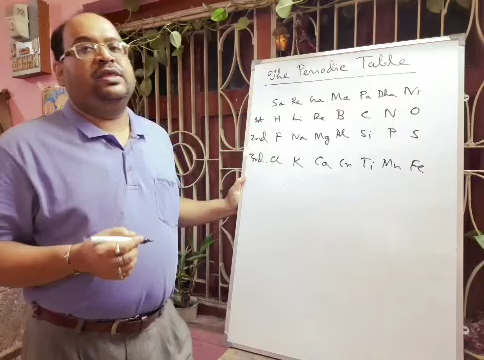 The Periodic Table
Sa Re Ga Ma Pa Dha Ni
1st H Li Be B C N O
2nd F Na Mg Al Si P S
3rd Cl K Ca Cr Ti Mn Fe